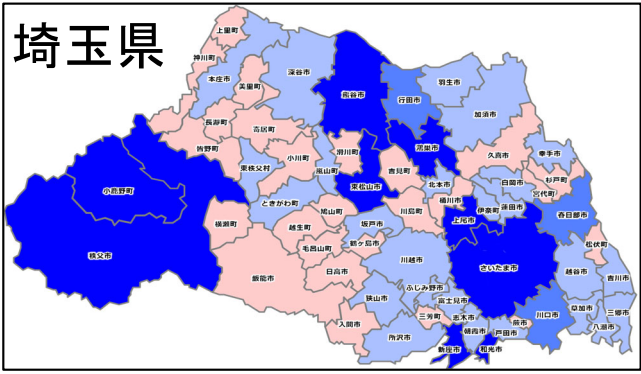 埼玉県
上里町
神川町
本庄市
美里町
深谷市
熊谷市
行田市
羽生市
加須市
長瀞町
皆野町
寄居町
小川町
東秩父村
嵐山町
滑川町
東松山市
吉見町
鴻巣市
久喜市
幸手市
杉戸町
宮代町
白岡市
蓮田市
伊奈町
北本市
桶川市
上尾市
春日部市
小鹿野町
秩父市
横瀬町
ときがわ町
鳩山町
越生町
毛呂山町
坂戸市
鶴ヶ島市
川島町
川越市
日高市
飯能市
狭山市
入間市
所沢市
ふじみ野市
富士見市
三芳町
志木市
朝霞市
新座市
和光市
さいたま市
戸田市
蕨市
川口市
松伏町
越谷市
吉川市
草加市
三郷市
八潮市